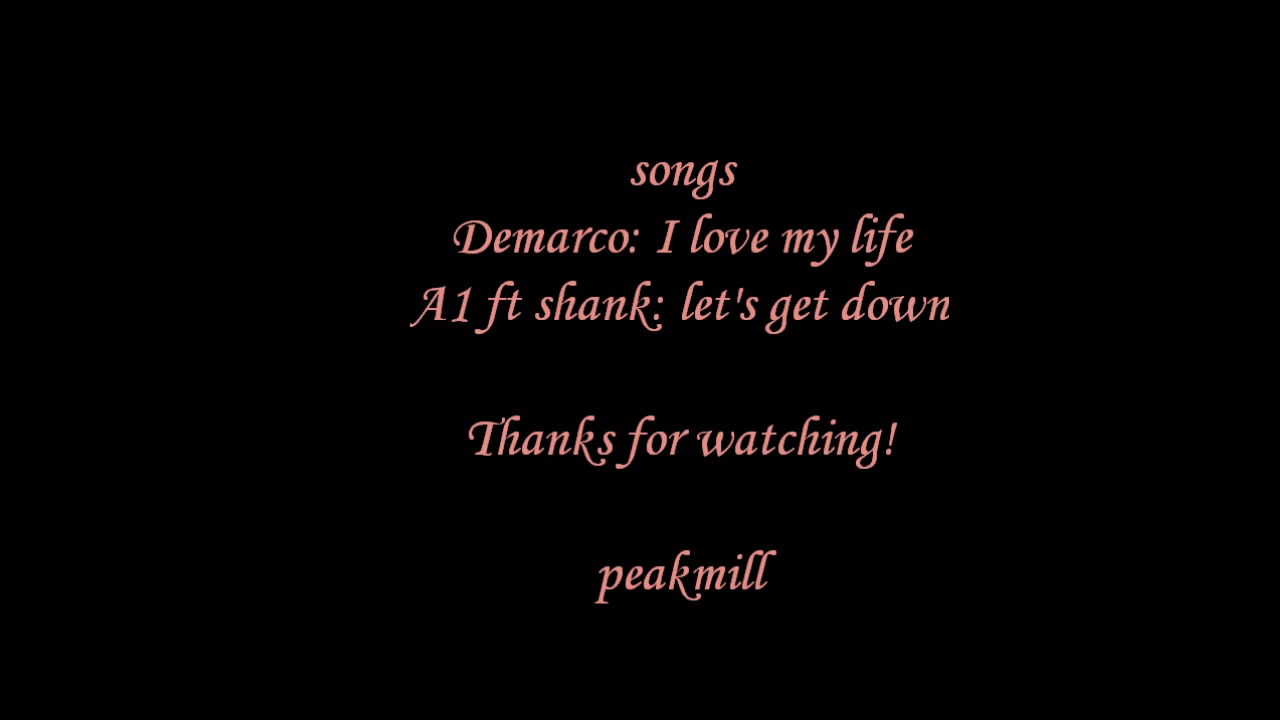 songs
Demarco: I love my life
A1 ft shank: let's get down
Thanks for watching!
peakmill